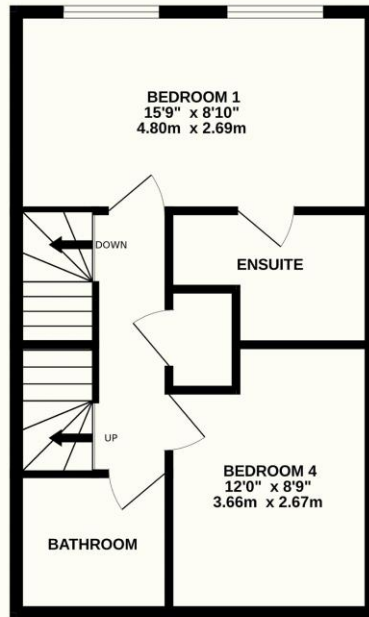 BEDROOM 1
15'9" x 8'10"
4.80m x 2.69m
DOWN
ENSUITE
UP
BEDROOM 4
12'0" x 8'9"
3.66m x 2.67m
BATHROOM